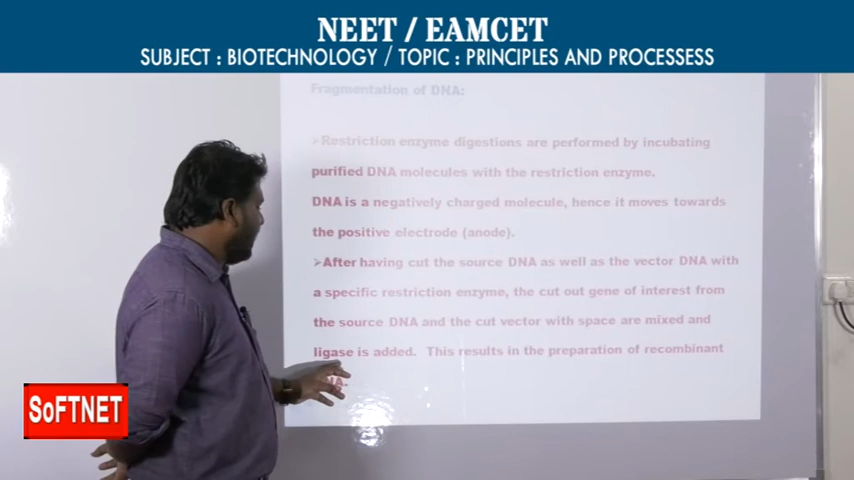 NEET / EAMCET
SUBJECT : BIOTECHNOLOGY / TOPIC : PRINCIPLES AND PROCESSESS
Fragmentation of DNA:
➢Restriction enzyme digestions are performed by incubating
purified DNA molecules with the restriction enzyme.
DNA is a negatively charged molecule, hence it moves towards
the positive electrode (anode).
➢After having cut the source DNA as well as the vector DNA with
a specific restriction enzyme, the cut out gene of interest from
the source DNA and the cut vector with space are mixed and
ligase is added. This results in the preparation of recombinant
SoFTNET